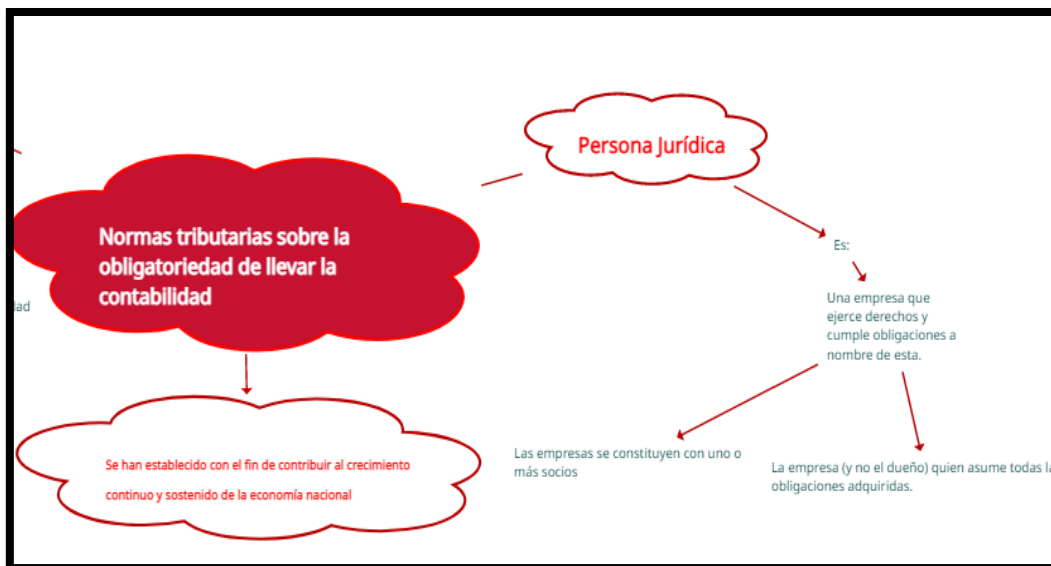 Persona Jurídica
Normas tributarias sobre la
obligatoriedad de llevar la
contabilidad
Es:
Una empresa que
ejerce derechos y
cumple obligaciones a
nombre de esta.
Se han establecido con el fin de contribuir al crecimiento
continuo y sostenido de la economía nacional
Las empresas se constituyen con uno o
más socios
La empresa (y no el dueño) quien asume todas
obligaciones adquiridas.